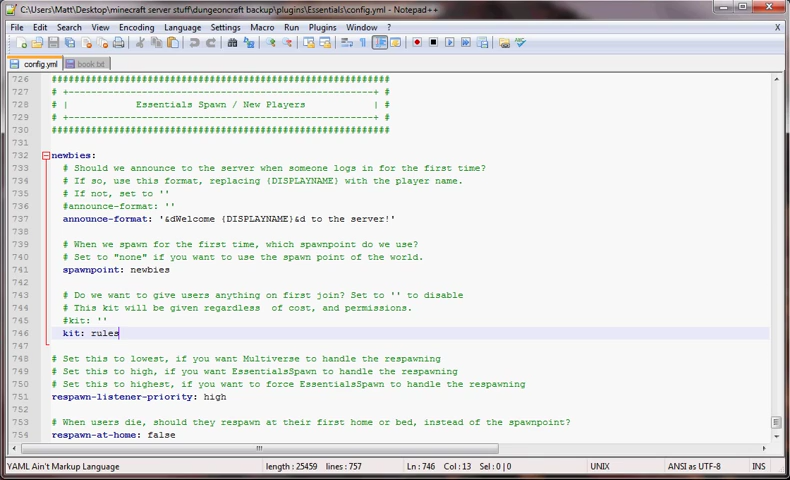 C:\Users\Matt\Desktop\minecraft server stuff\dungeoncraft backup\plugins\Essentials\config.yml - Notepad++
File Edit Search View Encoding Language Settings Macro Run Plugins Window ? X
config.yml book.txt
726 ##########################################################
727 # +------------------------------------------------------+ #
728 # | Essentials Spawn / New Players | #
729 # +------------------------------------------------------+ #
730 ##########################################################
731
732 newbies:
733 # Should we announce to the server when someone logs in for the first time?
734 # If so, use this format, replacing {DISPLAYNAME} with the player name.
735 # If not, set to ''
736 #announce-format: ''
737 announce-format: '&dWelcome {DISPLAYNAME}&d to the server!'
738
739 # When we spawn for the first time, which spawnpoint do we use?
740 # Set to "none" if you want to use the spawn point of the world.
741 spawnpoint: newbies
742
743 # Do we want to give users anything on first join? Set to '' to disable
744 # This kit will be given regardless of cost, and permissions.
745 #kit: ''
746 kit: rules
747
748 # Set this to lowest, if you want Multiverse to handle the respawning
749 # Set this to high, if you want EssentialsSpawn to handle the respawning
750 # Set this to highest, if you want to force EssentialsSpawn to handle the respawning
751 respawn-listener-priority: high
752
753 # When users die, should they respawn at their first home or bed, instead of the spawnpoint?
754 respawn-at-home: false
YAML Ain't Markup Language length : 25459 lines : 757 Ln : 746 Col : 13 Sel : 0 | 0 UNIX ANSI as UTF-8 INS